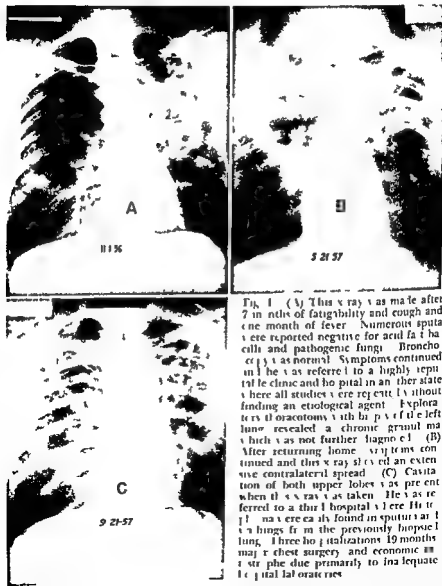 A
B
5 21 57
C
9 21-57
Fig 1 (A) This x ray was made after
7 months of fatigability and cough and
one month of fever Numerous sputa
were reported negative for acid fast ba
cilli and pathogenic fungi Broncho
was normal Symptoms continued
and he was referred to a highly repu
table clinic and hospital in another state
where all studies were without
finding an etiological agent Explora
tory thoracotomy with biopsy of the left
lung revealed a chronic granuloma
which was not further diagnosed (B)
After returning home symptoms con
tinued and this x ray showed an exten
sive contralateral spread (C) Cavita
tion of both upper lobes was present
when this x ray was taken He was re
ferred to a third hospital where
were easily found in sputum and
washings from the previously biopsied
lung Three hospitalizations 19 months
major chest surgery and economic
due primarily to inadequate
hospital laboratories